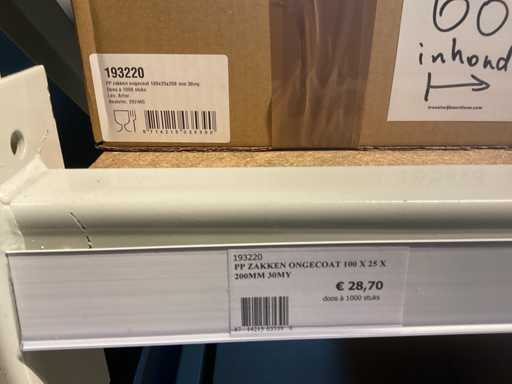 193220
PP zakken ongecoat 100x25x200 mm 30my
Doos à 1000 stuks
60
inhoud
193220
PP ZAKKEN ONGECOAT 100 X 25 X
200MM 30MY
€ 28,70
doos à 1000 stuks